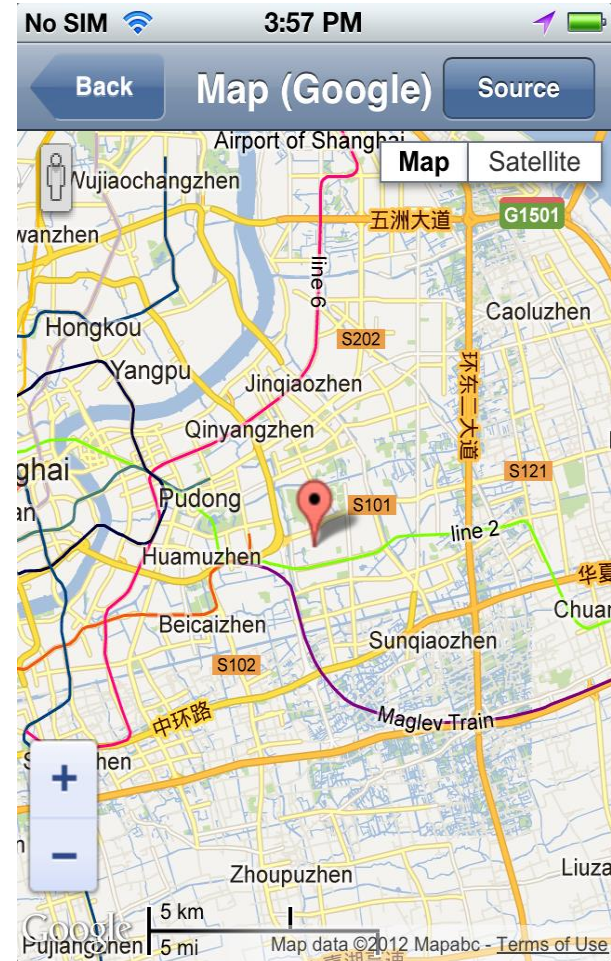 No SIM 3:57 PM
Back Map (Google) Source
Airport of Shanghai
Map Satellite
Wujiaochangzhen
五洲大道 G1501
wanzhen
line 6
Caoluzhen
Hongkou
S202
环东二大道
Yangpu
Jinqiaozhen
Qinyangzhen
ghai
S121
Pudong
S101
an
line 2
Huamuzhen
华夏
Chuar
Beicaizhen
Sunqiaozhen
S102
中环路
Maglev Train
S hen
+
−
Zhoupuzhen
Liuza
Google
5 km
Pujiangzhen 5 mi Map data ©2012 Mapabc - Terms of Use